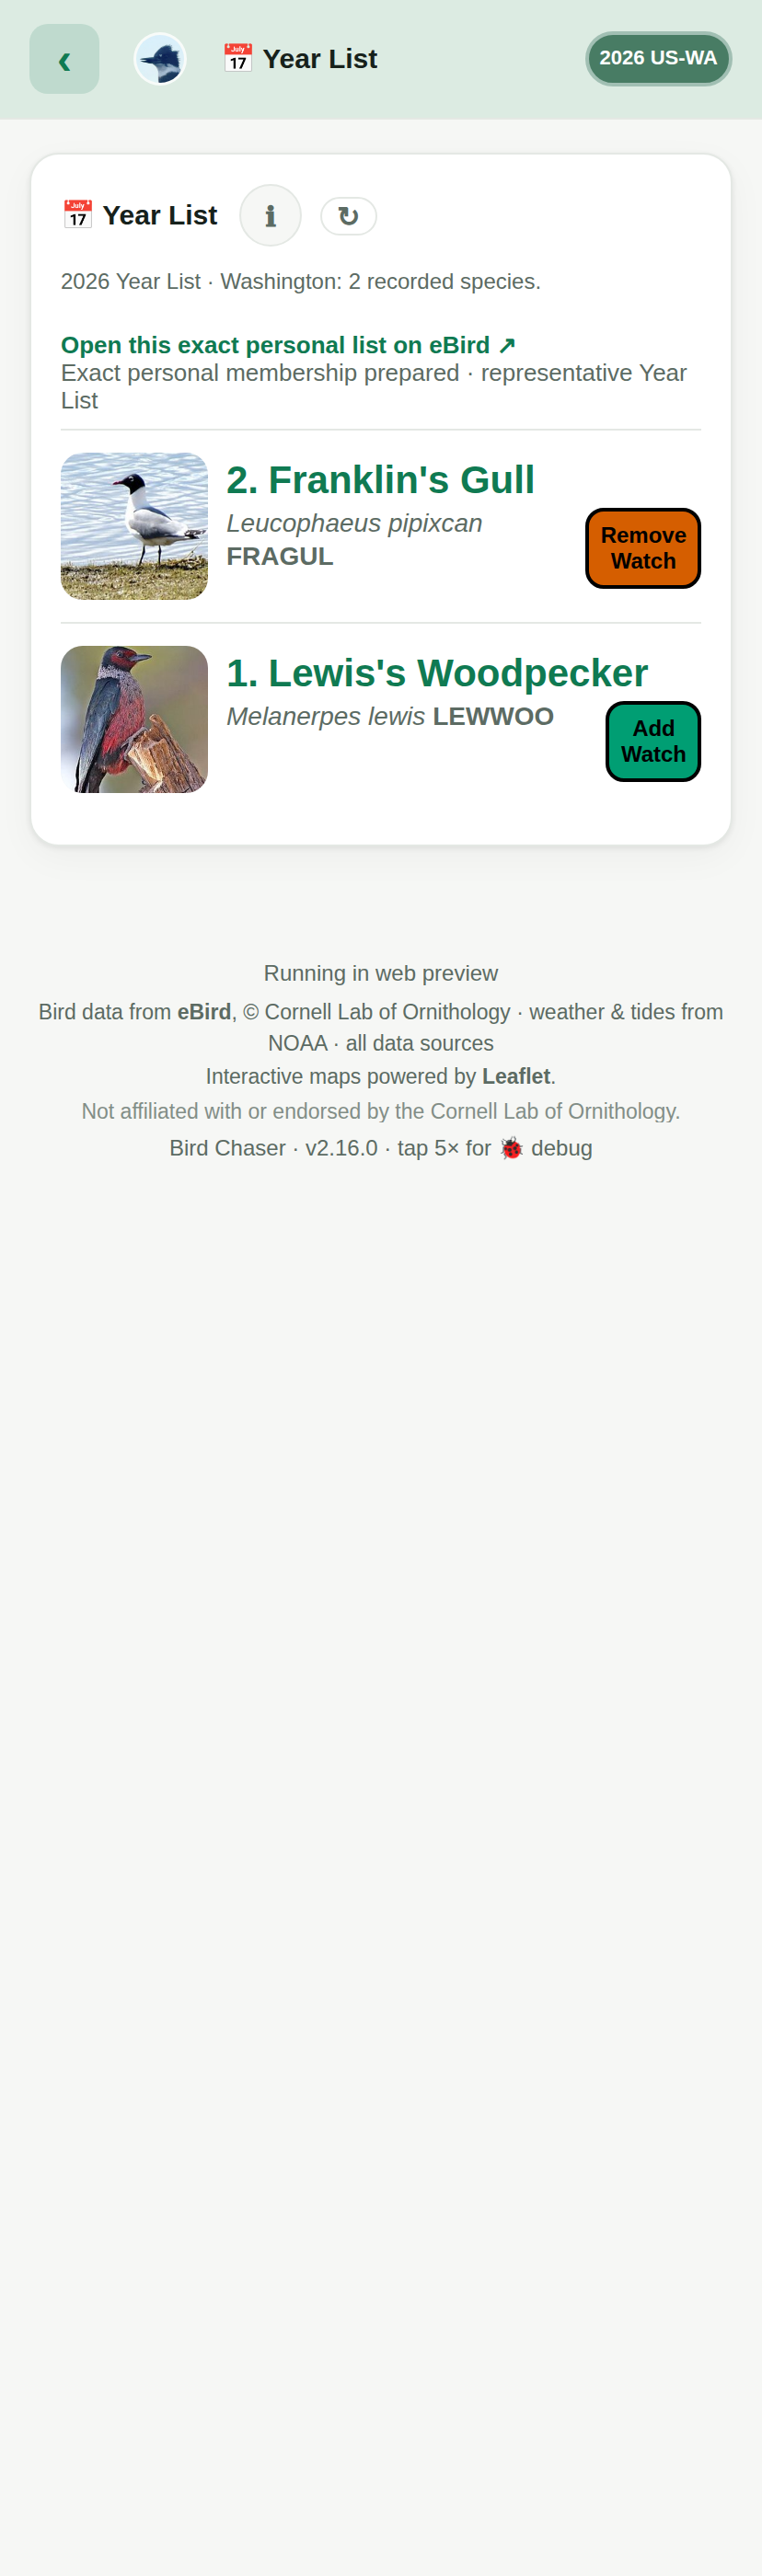 ‹ 📅 Year List 2026 US-WA
📅 Year List ℹ ↻
2026 Year List · Washington: 2 recorded species.
Open this exact personal list on eBird ↗
Exact personal membership prepared · representative Year
List
2. Franklin's Gull
Leucophaeus pipixcan
FRAGUL
Remove
Watch
1. Lewis's Woodpecker
Melanerpes lewis LEWWOO
Add
Watch
Running in web preview
Bird data from eBird, © Cornell Lab of Ornithology · weather & tides from
NOAA · all data sources
Interactive maps powered by Leaflet.
Not affiliated with or endorsed by the Cornell Lab of Ornithology.
Bird Chaser · v2.16.0 · tap 5× for 🐞 debug